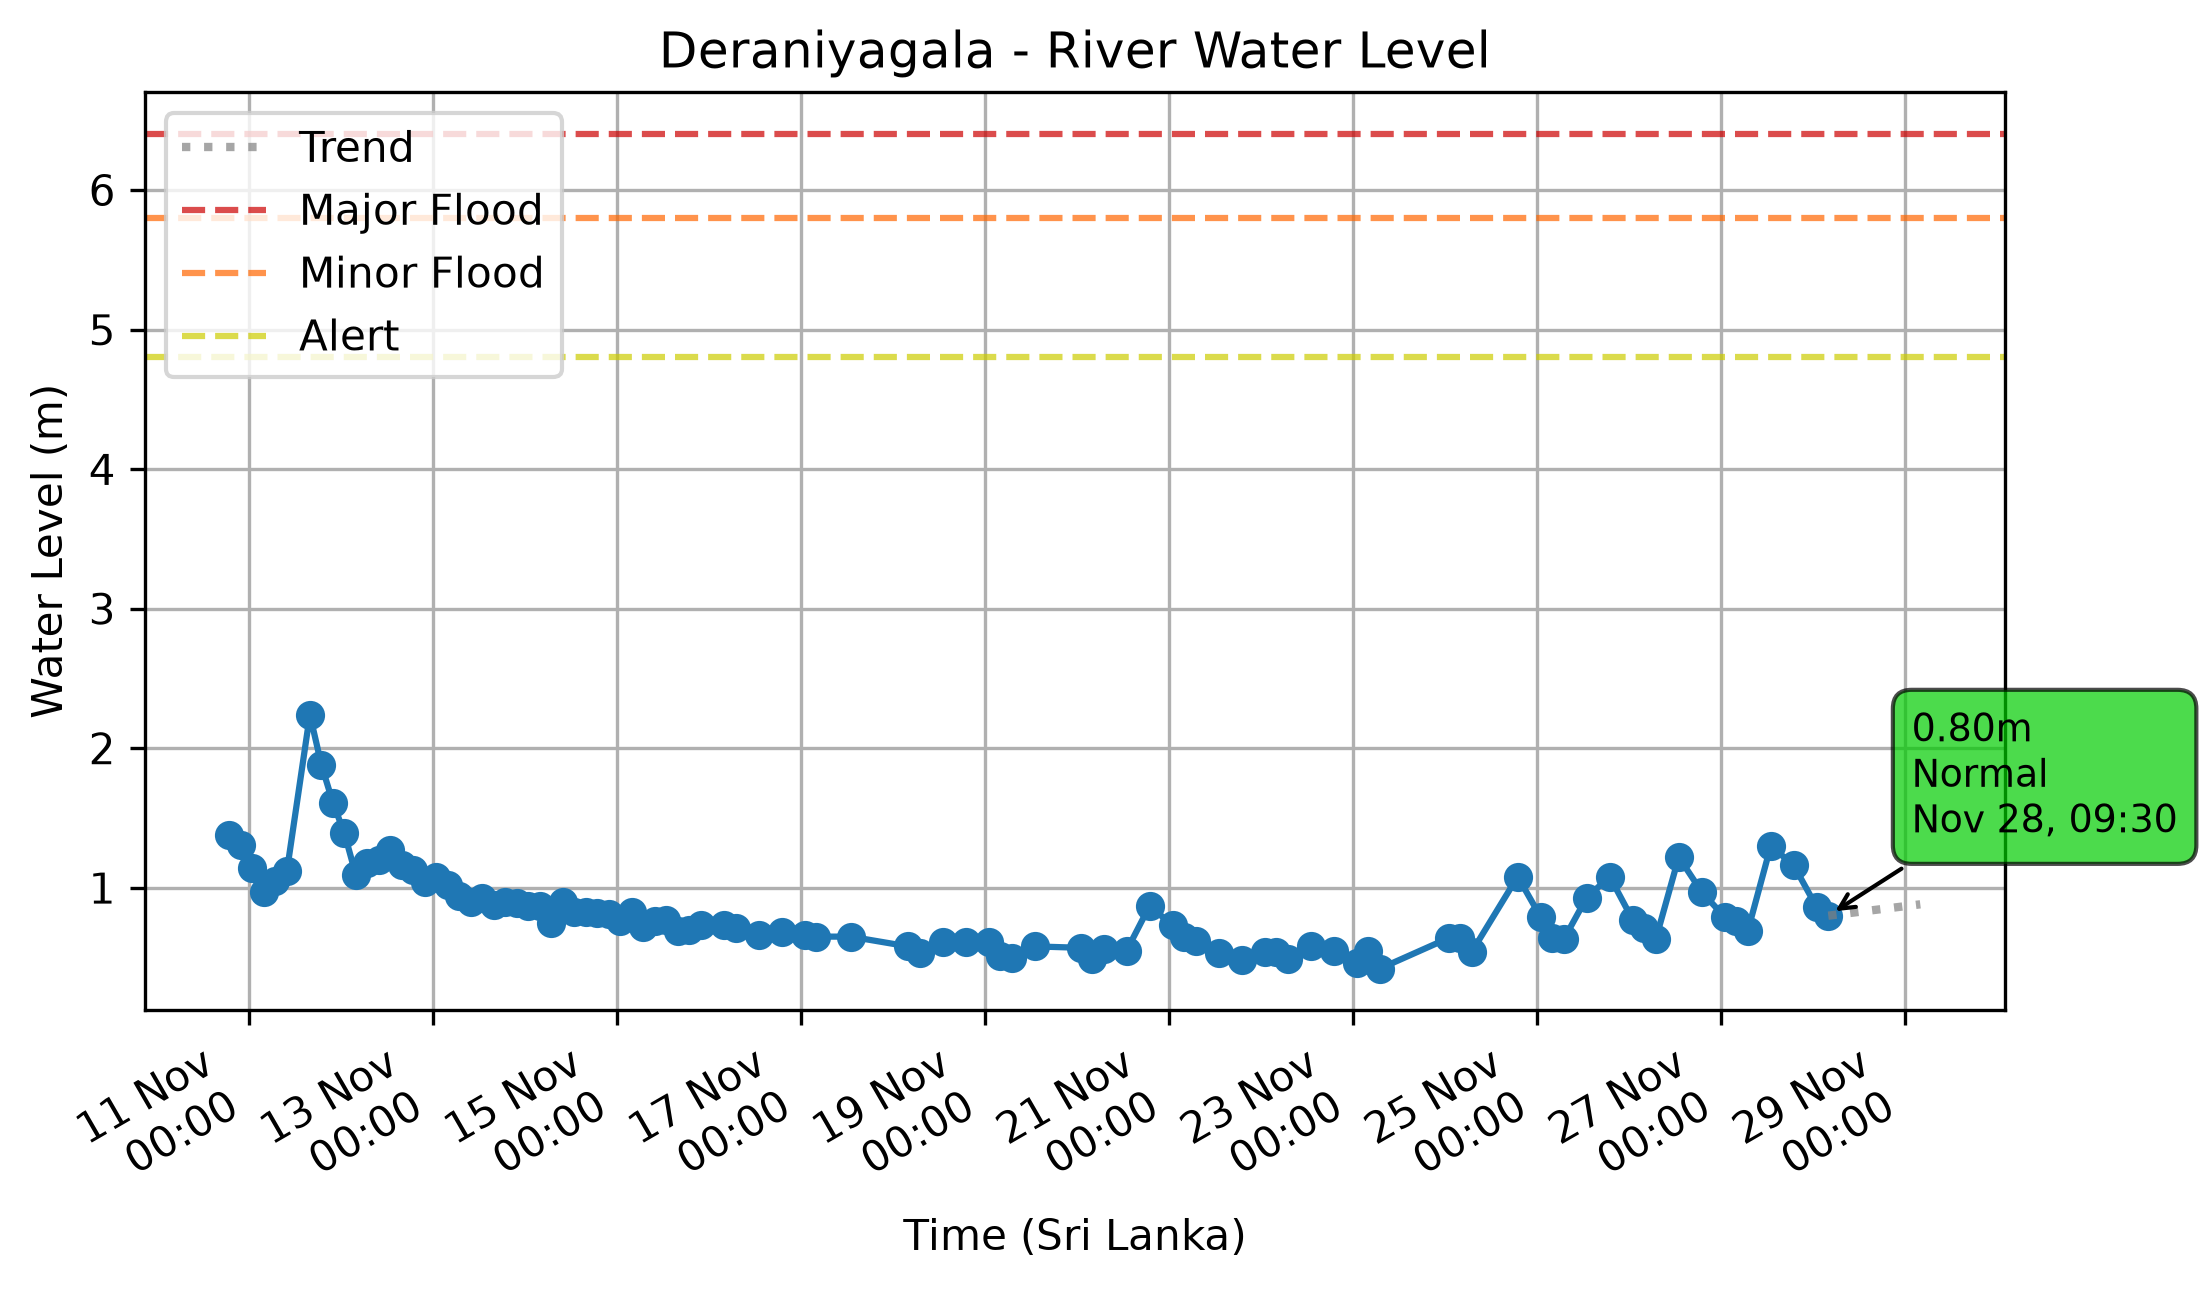 Deraniyagala - River Water Level
Trend
Major Flood
Minor Flood
Alert
Water Level (m)
6
5
4
3
2
1
0.80m
Normal
Nov 28, 09:30
11 Nov
00:00
13 Nov
00:00
15 Nov
00:00
17 Nov
00:00
19 Nov
00:00
21 Nov
00:00
23 Nov
00:00
25 Nov
00:00
27 Nov
00:00
29 Nov
00:00
Time (Sri Lanka)